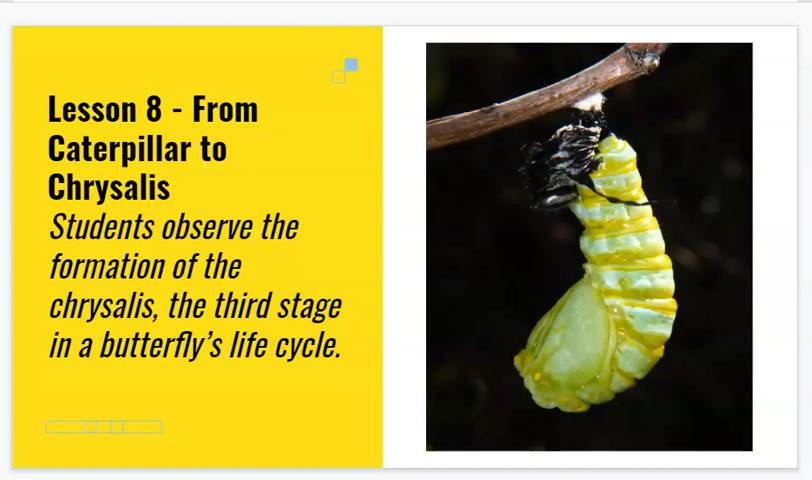 Lesson 8 - From
Caterpillar to
Chrysalis
Students observe the
formation of the
chrysalis, the third stage
in a butterfly’s life cycle.